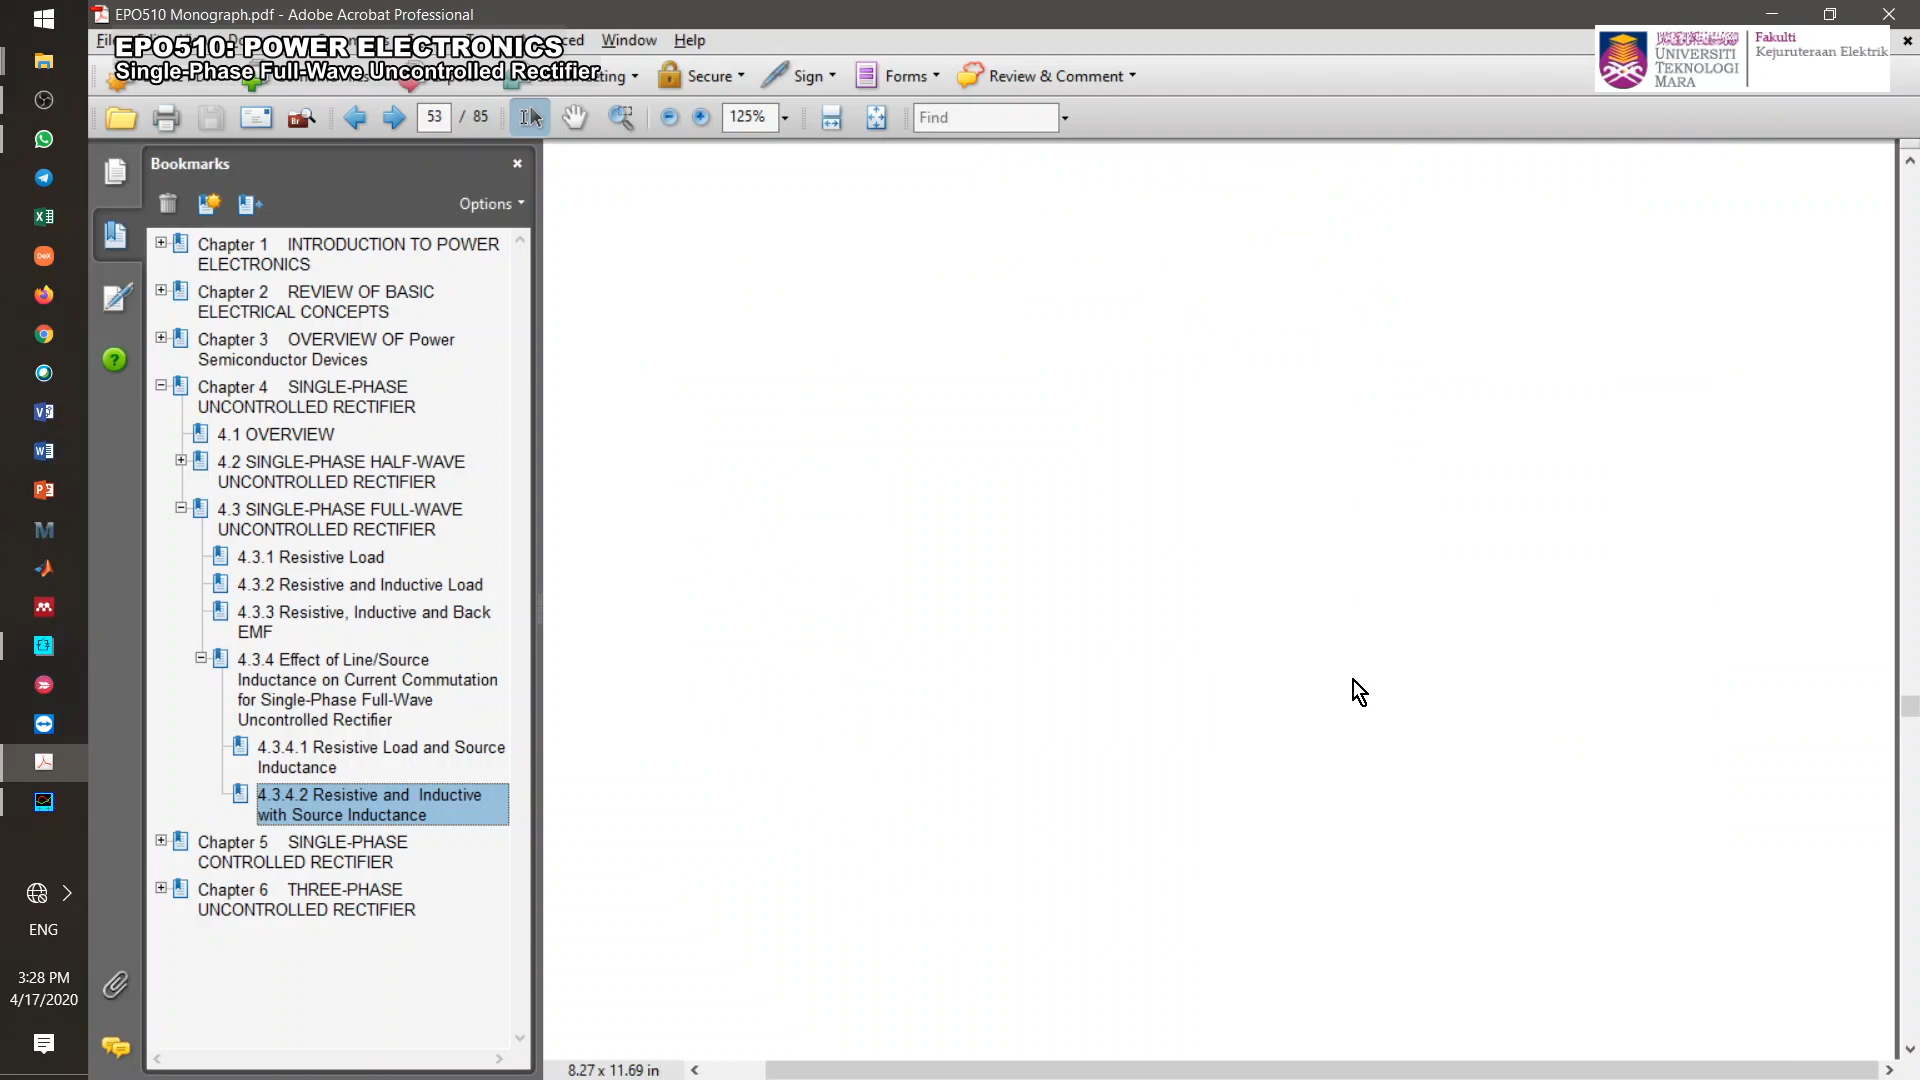 EPO510 Monograph.pdf - Adobe Acrobat Professional
EPO510: POWER ELECTRONICS
Window Help
Single-Phase Full-Wave Uncontrolled Rectifier
Secure Sign Forms Review & Comment
UNIVERSITI
TEKNOLOGI
MARA
Fakulti
Kejuruteraan Elektrik
53 / 85 125% Find
Bookmarks
Options
Chapter 1 INTRODUCTION TO POWER
ELECTRONICS
Chapter 2 REVIEW OF BASIC
ELECTRICAL CONCEPTS
Chapter 3 OVERVIEW OF Power
Semiconductor Devices
Chapter 4 SINGLE-PHASE
UNCONTROLLED RECTIFIER
4.1 OVERVIEW
4.2 SINGLE-PHASE HALF-WAVE
UNCONTROLLED RECTIFIER
4.3 SINGLE-PHASE FULL-WAVE
UNCONTROLLED RECTIFIER
4.3.1 Resistive Load
4.3.2 Resistive and Inductive Load
4.3.3 Resistive, Inductive and Back
EMF
4.3.4 Effect of Line/Source
Inductance on Current Commutation
for Single-Phase Full-Wave
Uncontrolled Rectifier
4.3.4.1 Resistive Load and Source
Inductance
4.3.4.2 Resistive and Inductive
with Source Inductance
Chapter 5 SINGLE-PHASE
CONTROLLED RECTIFIER
Chapter 6 THREE-PHASE
UNCONTROLLED RECTIFIER
ENG
3:28 PM
4/17/2020
8.27 x 11.69 in